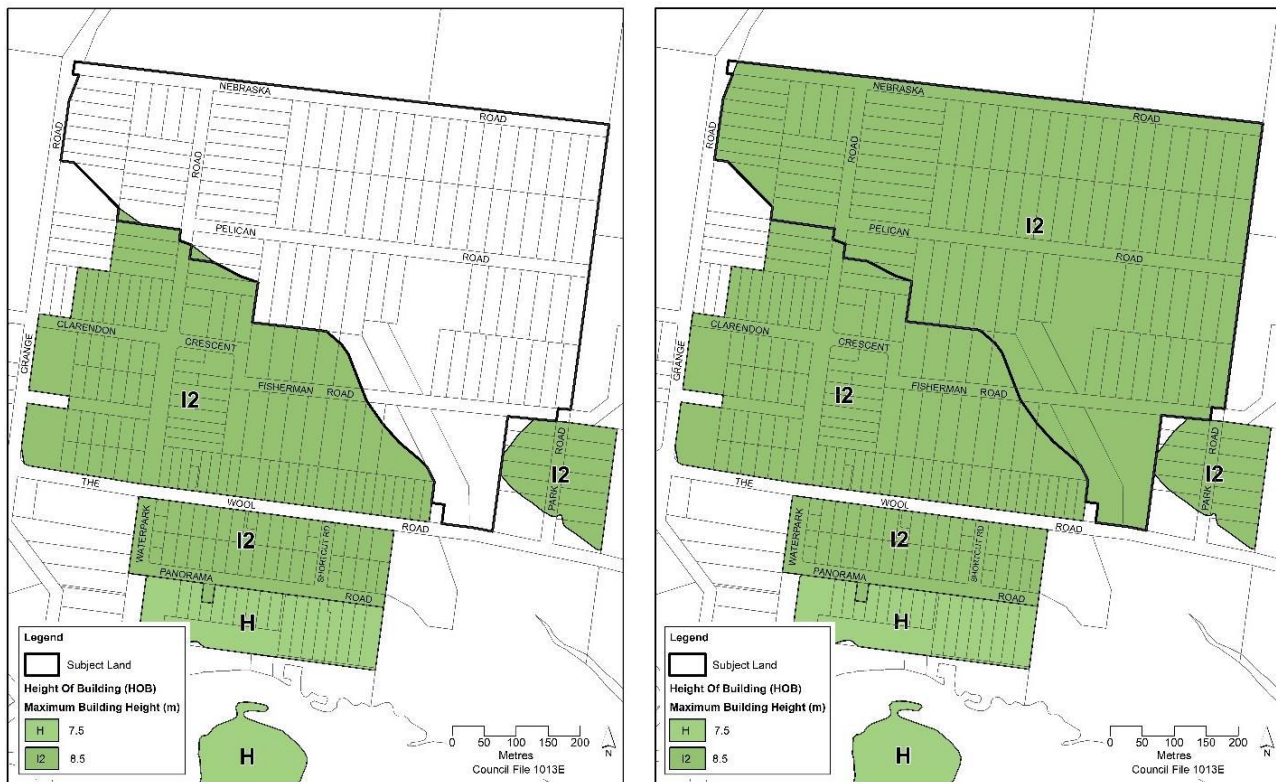 NEBRASKA
ROAD
ROAD
ROAD
PELICAN
ROAD
CLARENDON
CRESCENT
GRANGE
FISHERMAN ROAD
I2
ROAD
I2
PARK
THE
WOOL
ROAD
WATERPARK
I2
SHORTCUT RD
PANORAMA
ROAD
H
Legend
Subject Land
Height Of Building (HOB)
Maximum Building Height (m)
H 7.5
I2 8.5
H
0 50 100 150 200
Metres
Council File 1013E
N
NEBRASKA
ROAD
ROAD
ROAD
I2
PELICAN
ROAD
CLARENDON
CRESCENT
GRANGE
FISHERMAN ROAD
I2
ROAD
I2
PARK
THE
WOOL
ROAD
WATERPARK
I2
SHORTCUT RD
PANORAMA
ROAD
H
Legend
Subject Land
Height Of Building (HOB)
Maximum Building Height (m)
H 7.5
I2 8.5
H
0 50 100 150 200
Metres
Council File 1013E
N